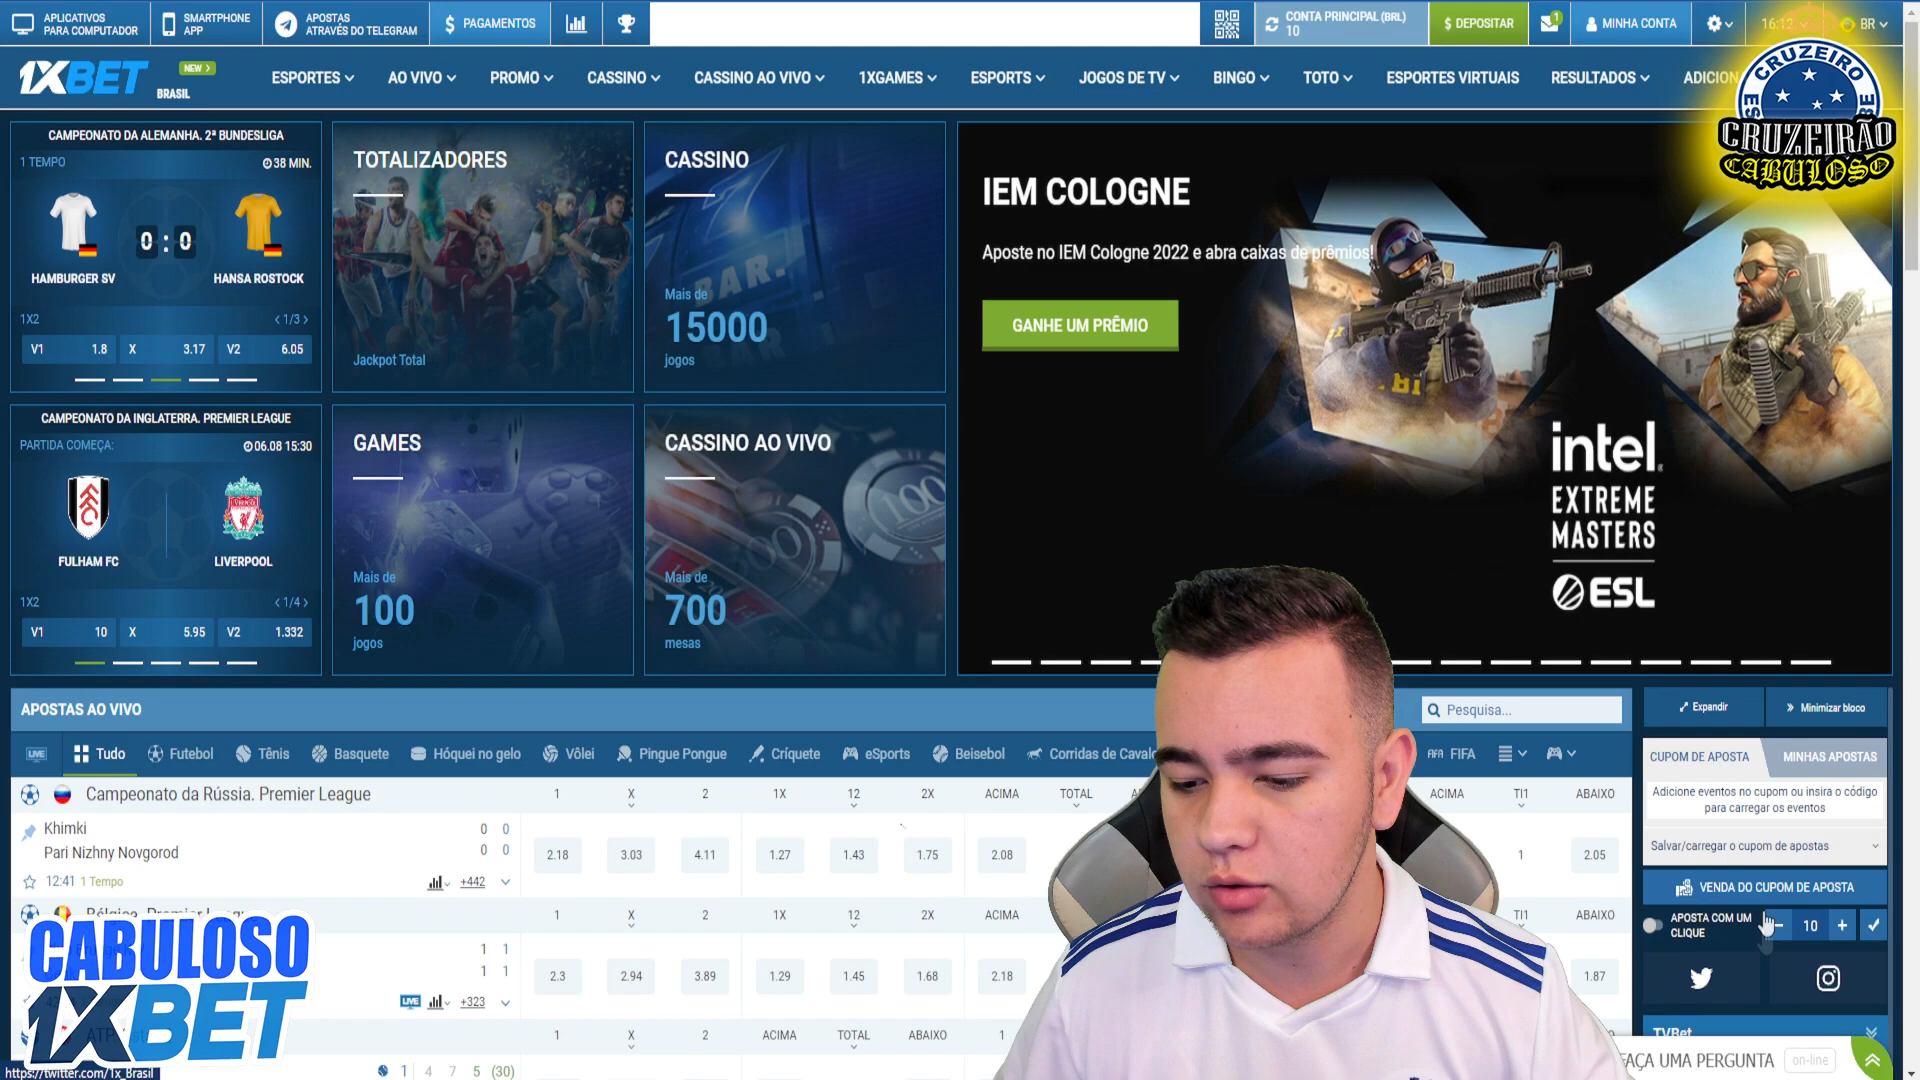 APLICATIVOS
PARA COMPUTADOR
SMARTPHONE
APP
APOSTAS
ATRAVÉS DO TELEGRAM
$ PAGAMENTOS
CONTA PRINCIPAL (BRL)
10
$ DEPOSITAR
1
MINHA CONTA
16:12
BR
1XBET
NEW >
BRASIL
ESPORTES
AO VIVO
PROMO
CASSINO
CASSINO AO VIVO
1XGAMES
ESPORTS
JOGOS DE TV
BINGO
TOTO
ESPORTES VIRTUAIS
RESULTADOS
CRUZEIRO
CRUZEIRÃO
CABULOSO
CAMPEONATO DA ALEMANHA. 2ª BUNDESLIGA
1 TEMPO
38 MIN.
0 : 0
HAMBURGER SV
HANSA ROSTOCK
1X2
< 1/3 >
V1 1.8
X 3.17
V2 6.05
TOTALIZADORES
Jackpot Total
CASSINO
BAR.
Mais de
15000
jogos
IEM COLOGNE
Aposte no IEM Cologne 2022 e abra caixas de prêmios!
GANHE UM PRÊMIO
intel
EXTREME
MASTERS
ESL
CAMPEONATO DA INGLATERRA. PREMIER LEAGUE
PARTIDA COMEÇA:
06.08 15:30
FULHAM FC
LIVERPOOL
1X2
< 1/4 >
V1 10
X 5.95
V2 1.332
GAMES
Mais de
100
jogos
CASSINO AO VIVO
100
Mais de
700
mesas
APOSTAS AO VIVO
Pesquisa...
Expandir
Minimizar bloco
LIVE
Tudo
Futebol
Tênis
Basquete
Hóquei no gelo
Vôlei
Pingue Pongue
Críquete
eSports
Beisebol
FIFA FIFA
CUPOM DE APOSTA
MINHAS APOSTAS
Adicione eventos no cupom ou insira o código
para carregar os eventos
Salvar/carregar o cupom de apostas
VENDA DO CUPOM DE APOSTA
APOSTA COM UM
CLIQUE
- 10 +
Campeonato da Rússia. Premier League
1 X 2 1X 12 2X ACIMA TOTAL
ACIMA TI1 ABAIXO
Khimki
0 0
Pari Nizhny Novgorod
0 0
2.18 3.03 4.11 1.27 1.43 1.75 2.08
1 2.05
12:41 1 Tempo
+442
1 X 2 1X 12 2X ACIMA
TI1 ABAIXO
1 1
1 1
2.3 2.94 3.89 1.29 1.45 1.68 2.18
1.87
LIVE +323
1 X 2 ACIMA TOTAL ABAIXO 1
1 4 7 5 (30)
CABULOSO
1XBET
https://twitter.com/1x_Brasil
TVBet
FAÇA UMA PERGUNTA
on-line